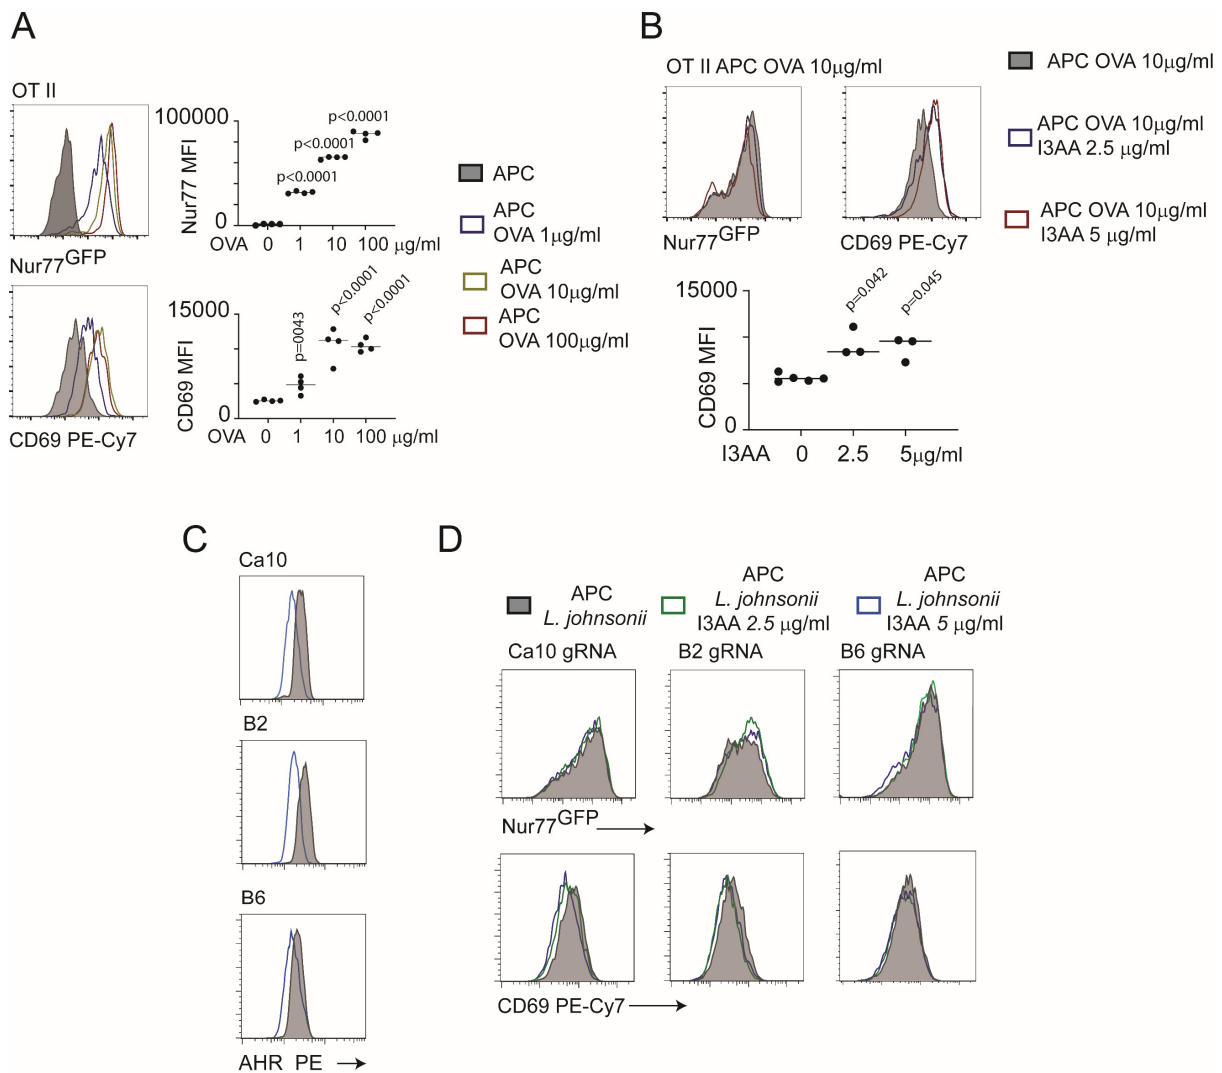 A
OT II
Nur77GFP
CD69 PE-Cy7
100000
Nur77 MFI
0
p<0.0001
p<0.0001
p<0.0001
OVA 0 1 10 100 μg/ml
15000
CD69 MFI
0
p=0043
p<0.0001
p<0.0001
OVA 0 1 10 100 μg/ml
APC
APC
OVA 1μg/ml
APC
OVA 10μg/ml
APC
OVA 100μg/ml
B
OT II APC OVA 10μg/ml
Nur77GFP
CD69 PE-Cy7
APC OVA 10μg/ml
APC OVA 10μg/ml
I3AA 2.5 μg/ml
APC OVA 10μg/ml
I3AA 5 μg/ml
15000
CD69 MFI
0
p=0.042
p=0.045
I3AA 0 2.5 5μg/ml
C
Ca10
B2
B6
AHR PE
D
APC
L. johnsonii
APC
L. johnsonii
I3AA 2.5 μg/ml
APC
L. johnsonii
I3AA 5 μg/ml
Ca10 gRNA
B2 gRNA
B6 gRNA
Nur77GFP
CD69 PE-Cy7